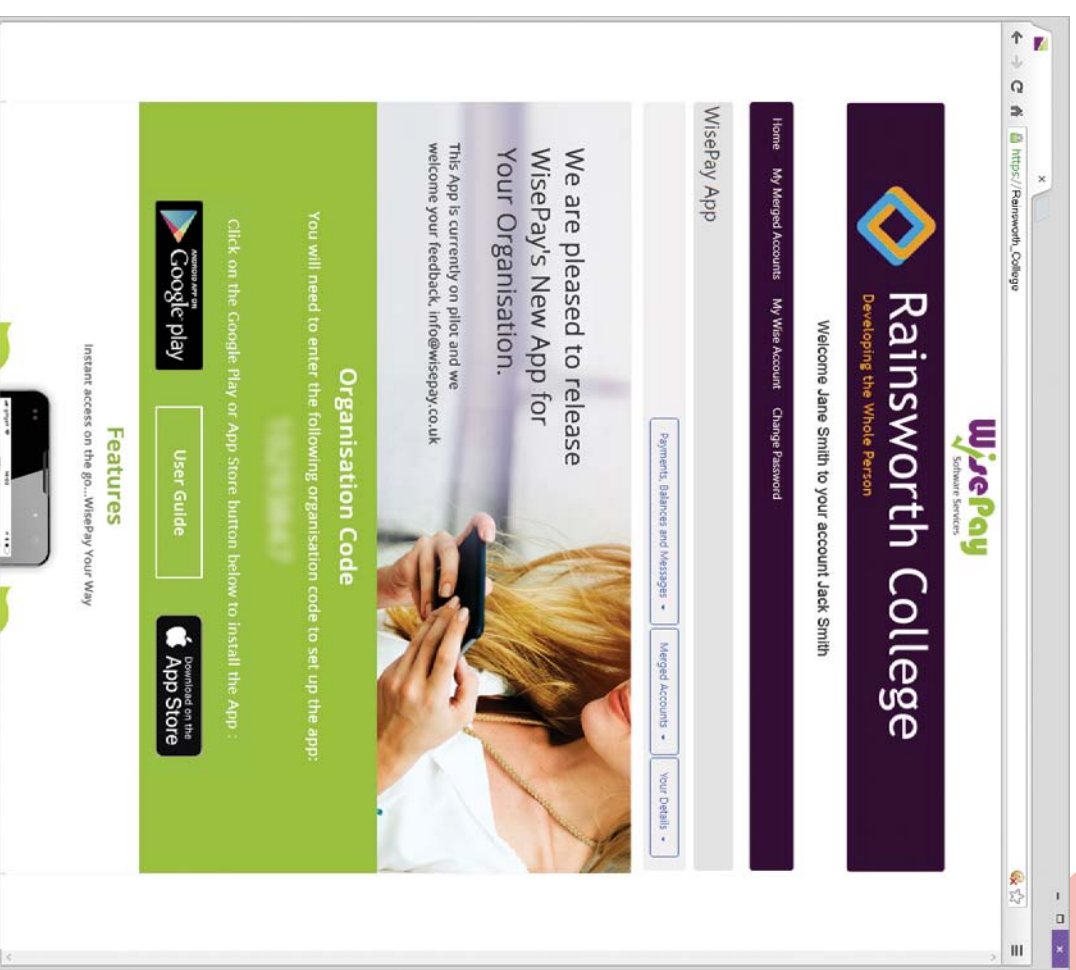 https://Rainsworth_College
WisePay
Software Services
Rainsworth College
Developing the Whole Person
Welcome Jane Smith to your account Jack Smith
Home My Merged Accounts My Wise Account Change Password
WisePay App
Payments, Balances and Messages Merged Accounts Your Details
We are pleased to release
WisePay's New App for
Your Organisation.
This App is currently on pilot and we
welcome your feedback, info@wisepay.co.uk
Organisation Code
You will need to enter the following organisation code to set up the app:
Click on the Google Play or App Store button below to install the App :
ANDROID APP ON
Google play
User Guide
Download on the
App Store
Features
Instant access on the go...WisePay Your Way